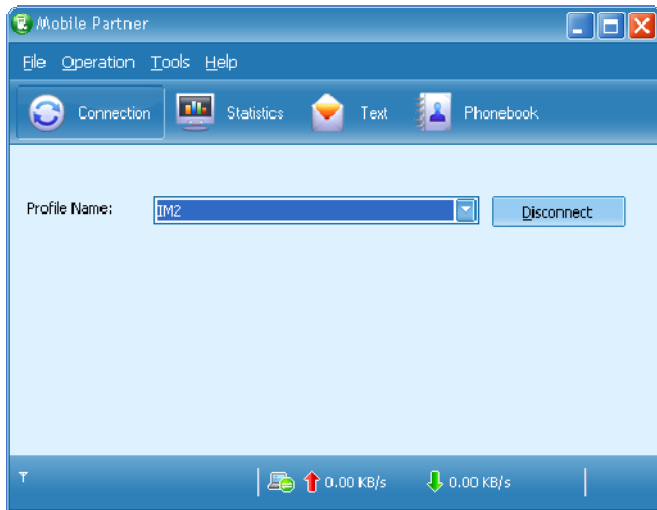 Mobile Partner
File Operation Tools Help
Connection Statistics Text Phonebook
Profile Name: IM2 Disconnect
0.00 KB/s 0.00 KB/s